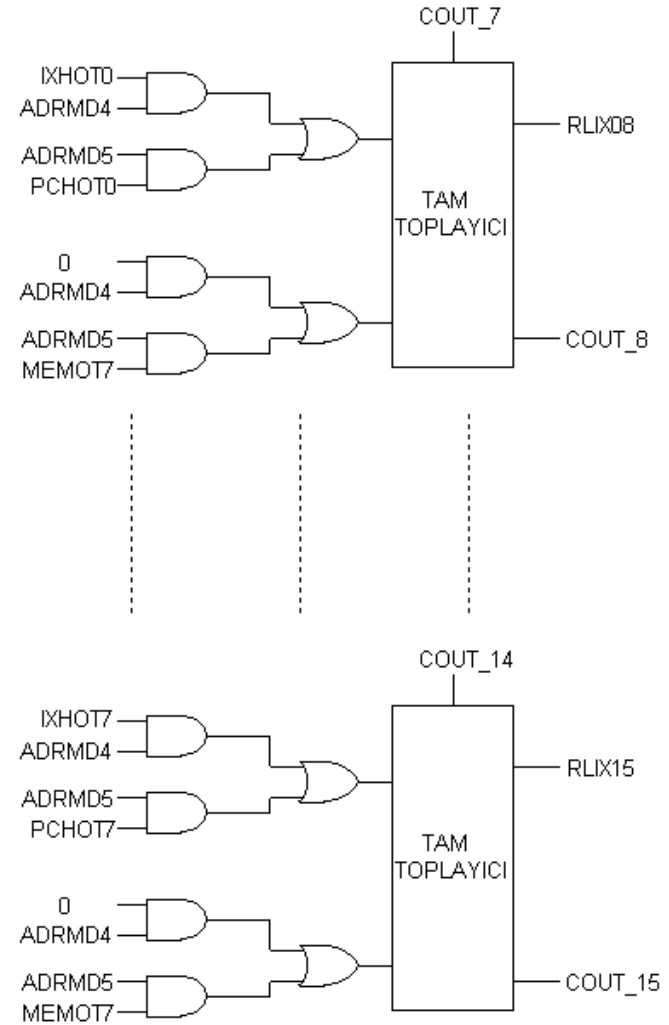 COUT_7
IXHOT0
ADRMD4
RLIX08
ADRMD5
PCHOT0
TAM
TOPLAYICI
0
ADRMD4
ADRMD5
COUT_8
MEMOT7
COUT_14
IXHOT7
ADRMD4
RLIX15
ADRMD5
PCHOT7
TAM
TOPLAYICI
0
ADRMD4
ADRMD5
COUT_15
MEMOT7